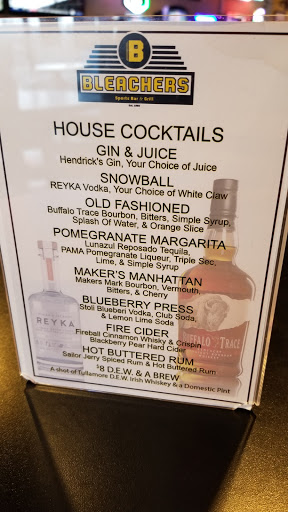 B
BLEACHERS
Sports Bar & Grill
HOUSE COCKTAILS
GIN & JUICE
Hendrick's Gin, Your Choice of Juice
SNOWBALL
REYKA Vodka, Your Choice of White Claw
OLD FASHIONED
Buffalo Trace Bourbon, Bitters, Simple Syrup,
Splash Of Water, & Orange Slice
POMEGRANATE MARGARITA
Lunazul Reposado Tequila,
PAMA Pomegranate Liqueur, Triple Sec,
Lime, & Simple Syrup
MAKER'S MANHATTAN
Makers Mark Bourbon, Vermouth,
Bitters, & Cherry
BLUEBERRY PRESS
Stoli Blueberi Vodka, Club Soda,
& Lemon Lime Soda
FIRE CIDER
Fireball Cinnamon Whisky & Crispin
Blackberry Pear Hard Cider
HOT BUTTERED RUM
Sailor Jerry Spiced Rum & Hot Buttered Rum
$8 D.E.W. & A BREW
A shot of Tullamore D.E.W. Irish Whiskey & a Domestic Pint
REYKA
TRACE